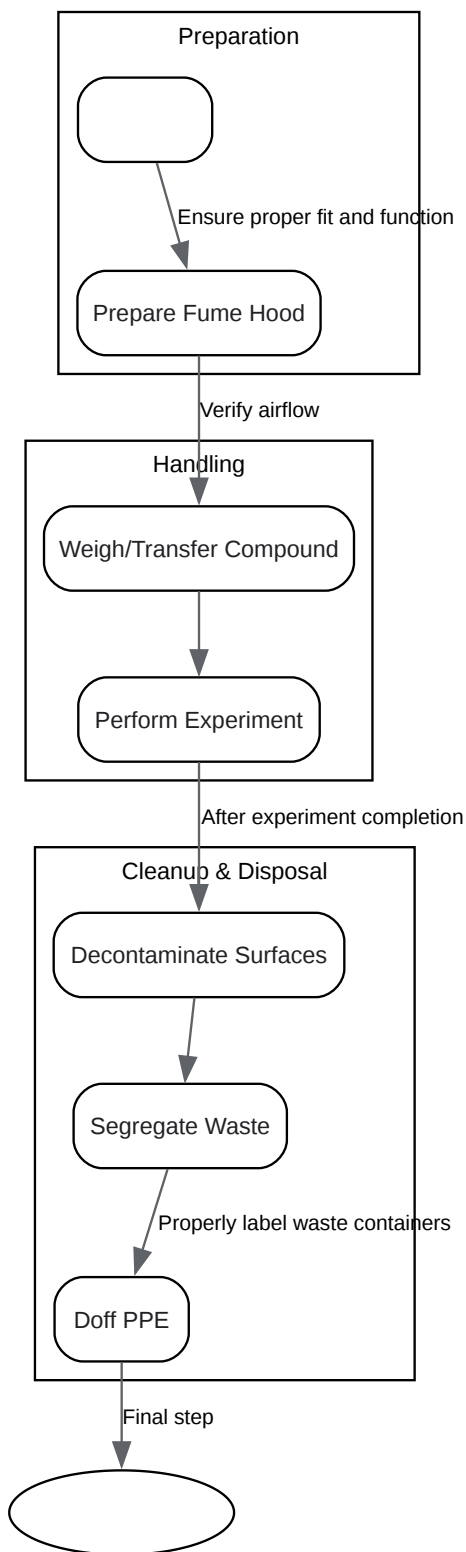 Preparation
Ensure proper fit and function
Prepare Fume Hood
Verify airflow
Handling
Weigh/Transfer Compound
Perform Experiment
After experiment completion
Cleanup & Disposal
Decontaminate Surfaces
Segregate Waste
Properly label waste containers
Doff PPE
Final step